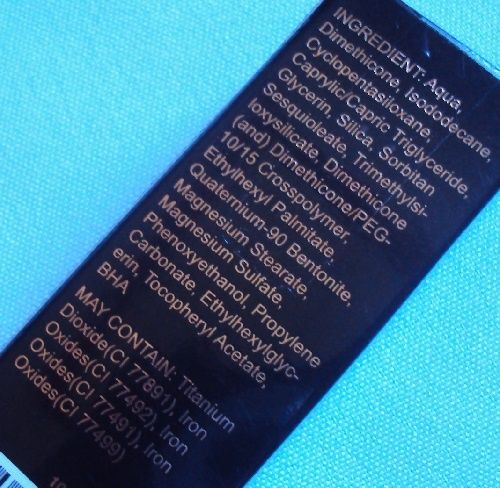 INGREDIENT: Aqua,
Dimethicone, Isododecane,
Cyclopentasiloxane,
Caprylic/Capric Triglyceride,
Glycerin, Silica, Sorbitan
Sesquioleate, Trimethylsi-
loxysilicate, Dimethicone
(and) Dimethicone/PEG-
10/15 Crosspolymer,
Ethylhexyl Palmitate,
Quaternium-90 Bentonite,
Magnesium Stearate,
Magnesium Sulfate,
Phenoxyethanol, Propylene
Carbonate, Ethylhexylglyc-
erin, Tocopheryl Acetate,
BHA
MAY CONTAIN: Titanium
Dioxide(CI 77891), Iron
Oxides(CI 77492), Iron
Oxides(CI 77491), Iron
Oxides(CI 77499)